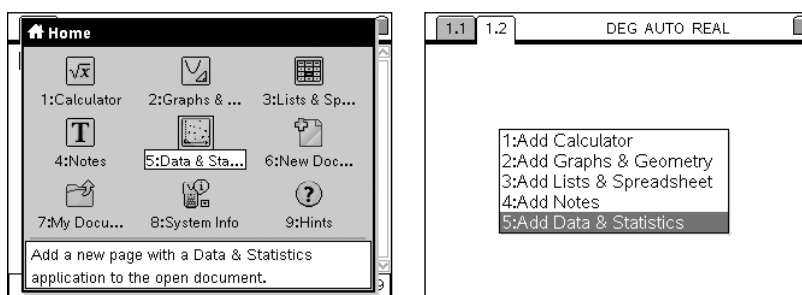 Home
1:Calculator 2:Graphs & ... 3:Lists & Sp...
4:Notes 5:Data & Sta... 6:New Doc...
7:My Docu... 8:System Info 9:Hints
Add a new page with a Data & Statistics
application to the open document.
1.1 1.2 DEG AUTO REAL
1:Add Calculator
2:Add Graphs & Geometry
3:Add Lists & Spreadsheet
4:Add Notes
5:Add Data & Statistics